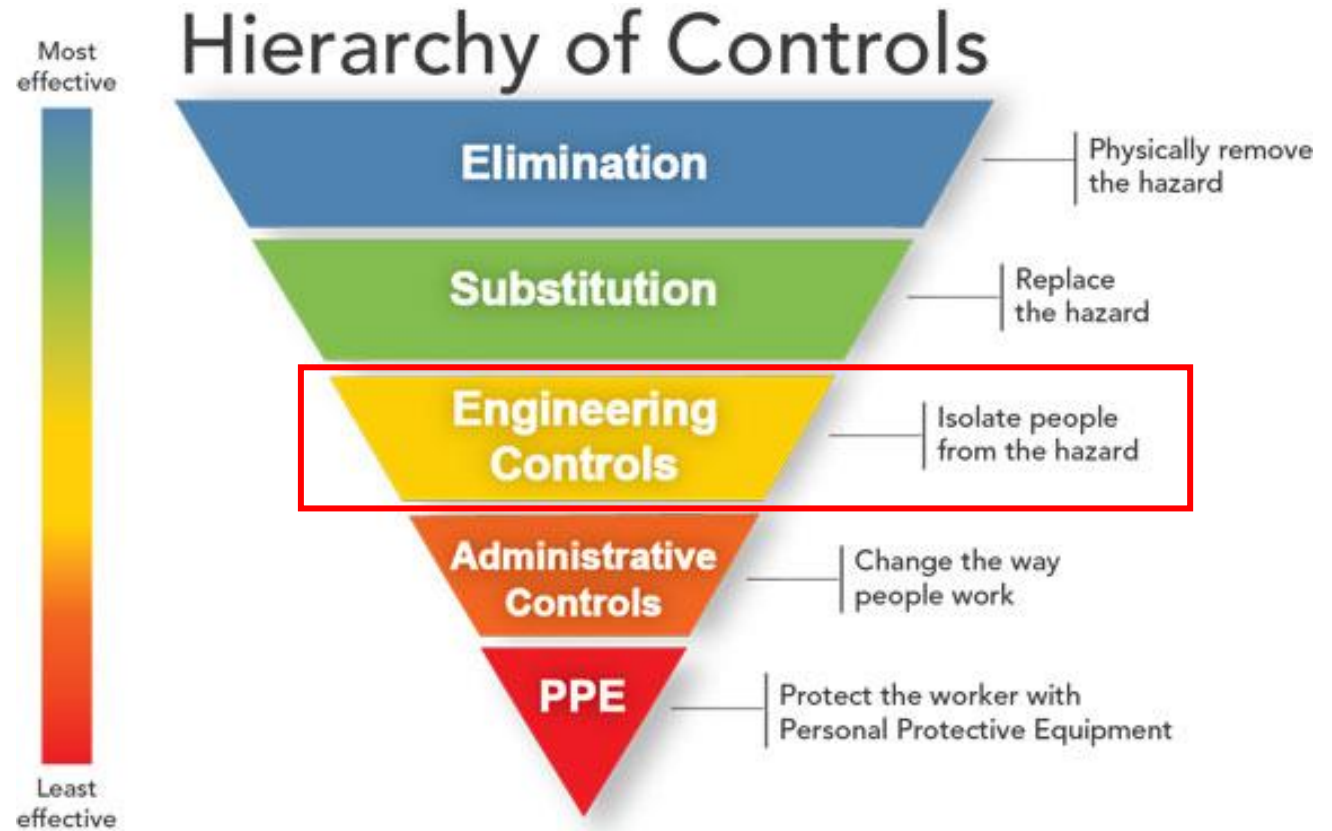 Hierarchy of Controls
Most
effective
Elimination
Physically remove
the hazard
Substitution
Replace
the hazard
Engineering
Controls
Isolate people
from the hazard
Administrative
Controls
Change the way
people work
PPE
Protect the worker with
Personal Protective Equipment
Least
effective